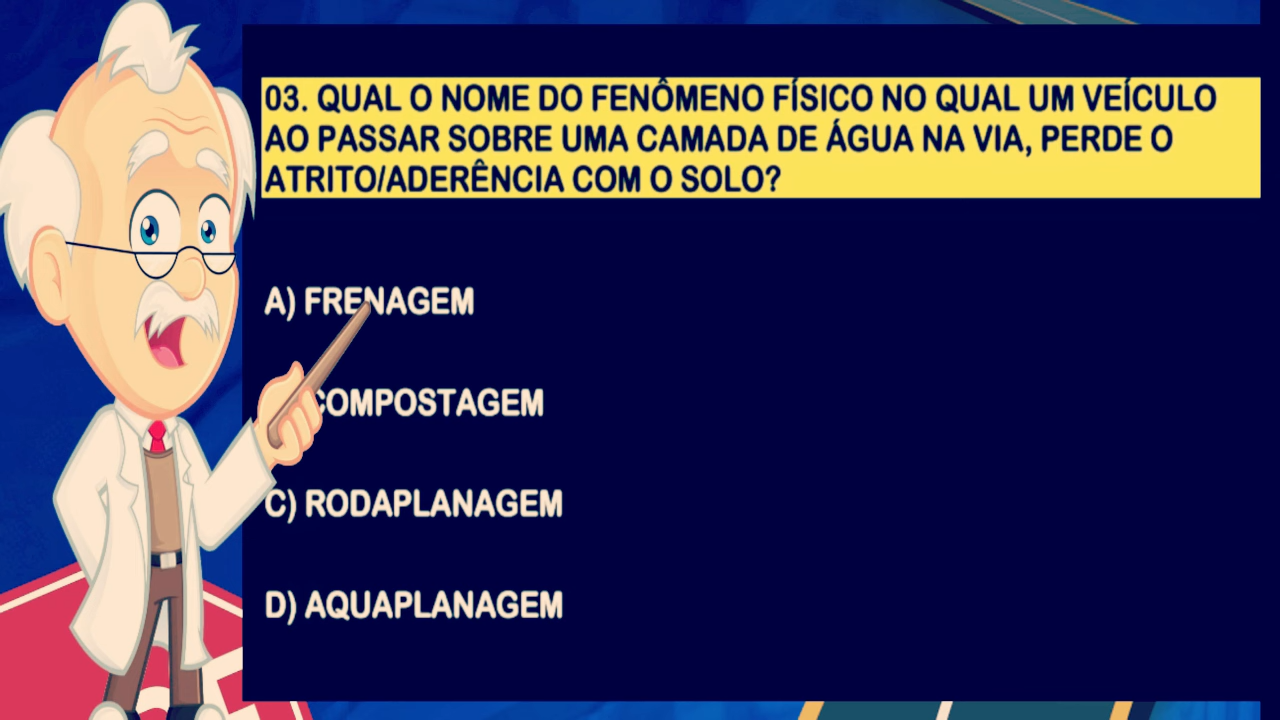 03. QUAL O NOME DO FENÔMENO FÍSICO NO QUAL UM VEÍCULO
AO PASSAR SOBRE UMA CAMADA DE ÁGUA NA VIA, PERDE O
ATRITO/ADERÊNCIA COM O SOLO?
A) FRENAGEM
COMPOSTAGEM
C) RODAPLANAGEM
D) AQUAPLANAGEM